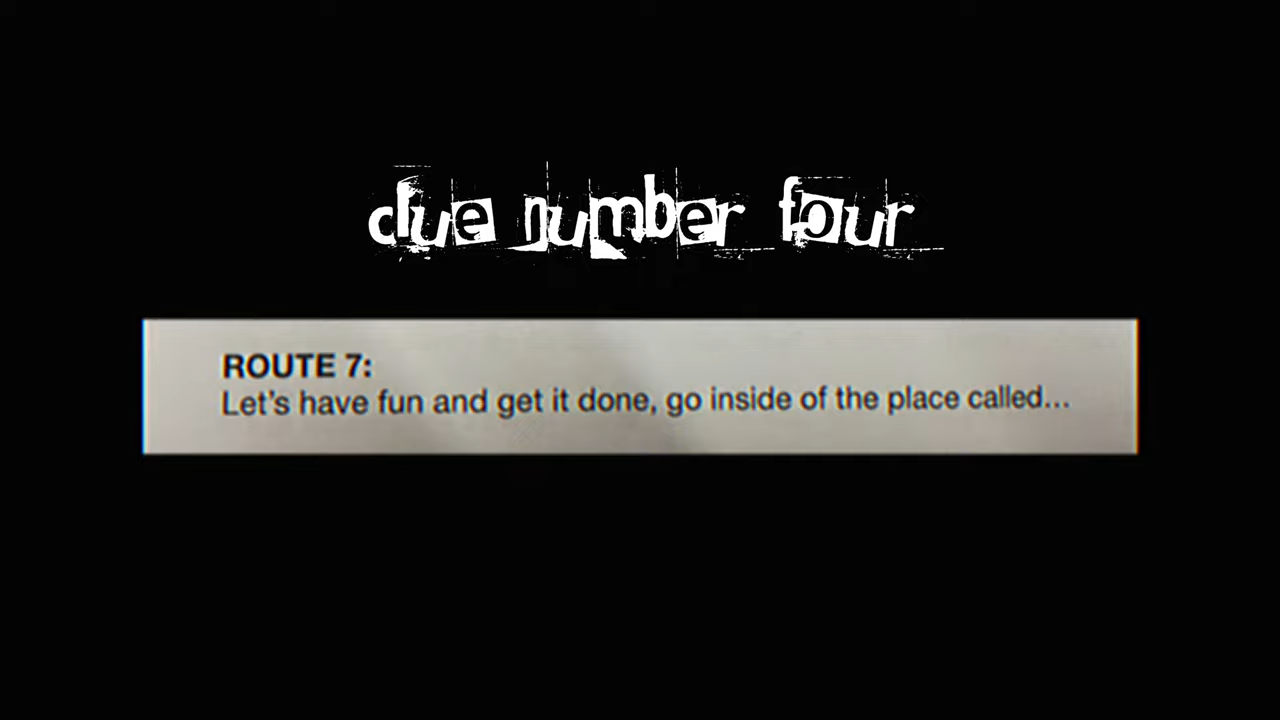 clue number four
ROUTE 7:
Let's have fun and get it done, go inside of the place called...